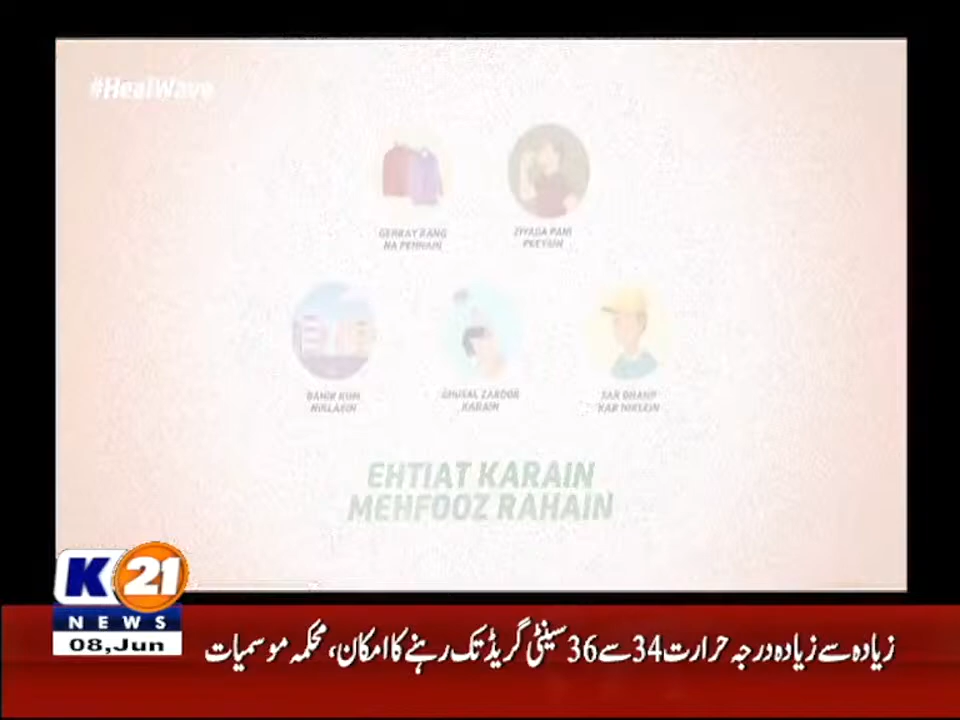 #HeatWave
GEHRAY RANG
NA PEHNAIN
ZIYADA PANI
PEEYAIN
BAHIR KUM
NIKLAEIN
GHUSAL ZAROOR
KARAIN
SAR DHANP
KAR NIKLEIN
EHTIAT KARAIN
MEHFOOZ RAHAIN
K21
NEWS
08,Jun
زیادہ سے زیادہ درجہ حرارت 34 سے 36 سینٹی گریڈ تک رہنے کا امکان، محکمہ موسمیات